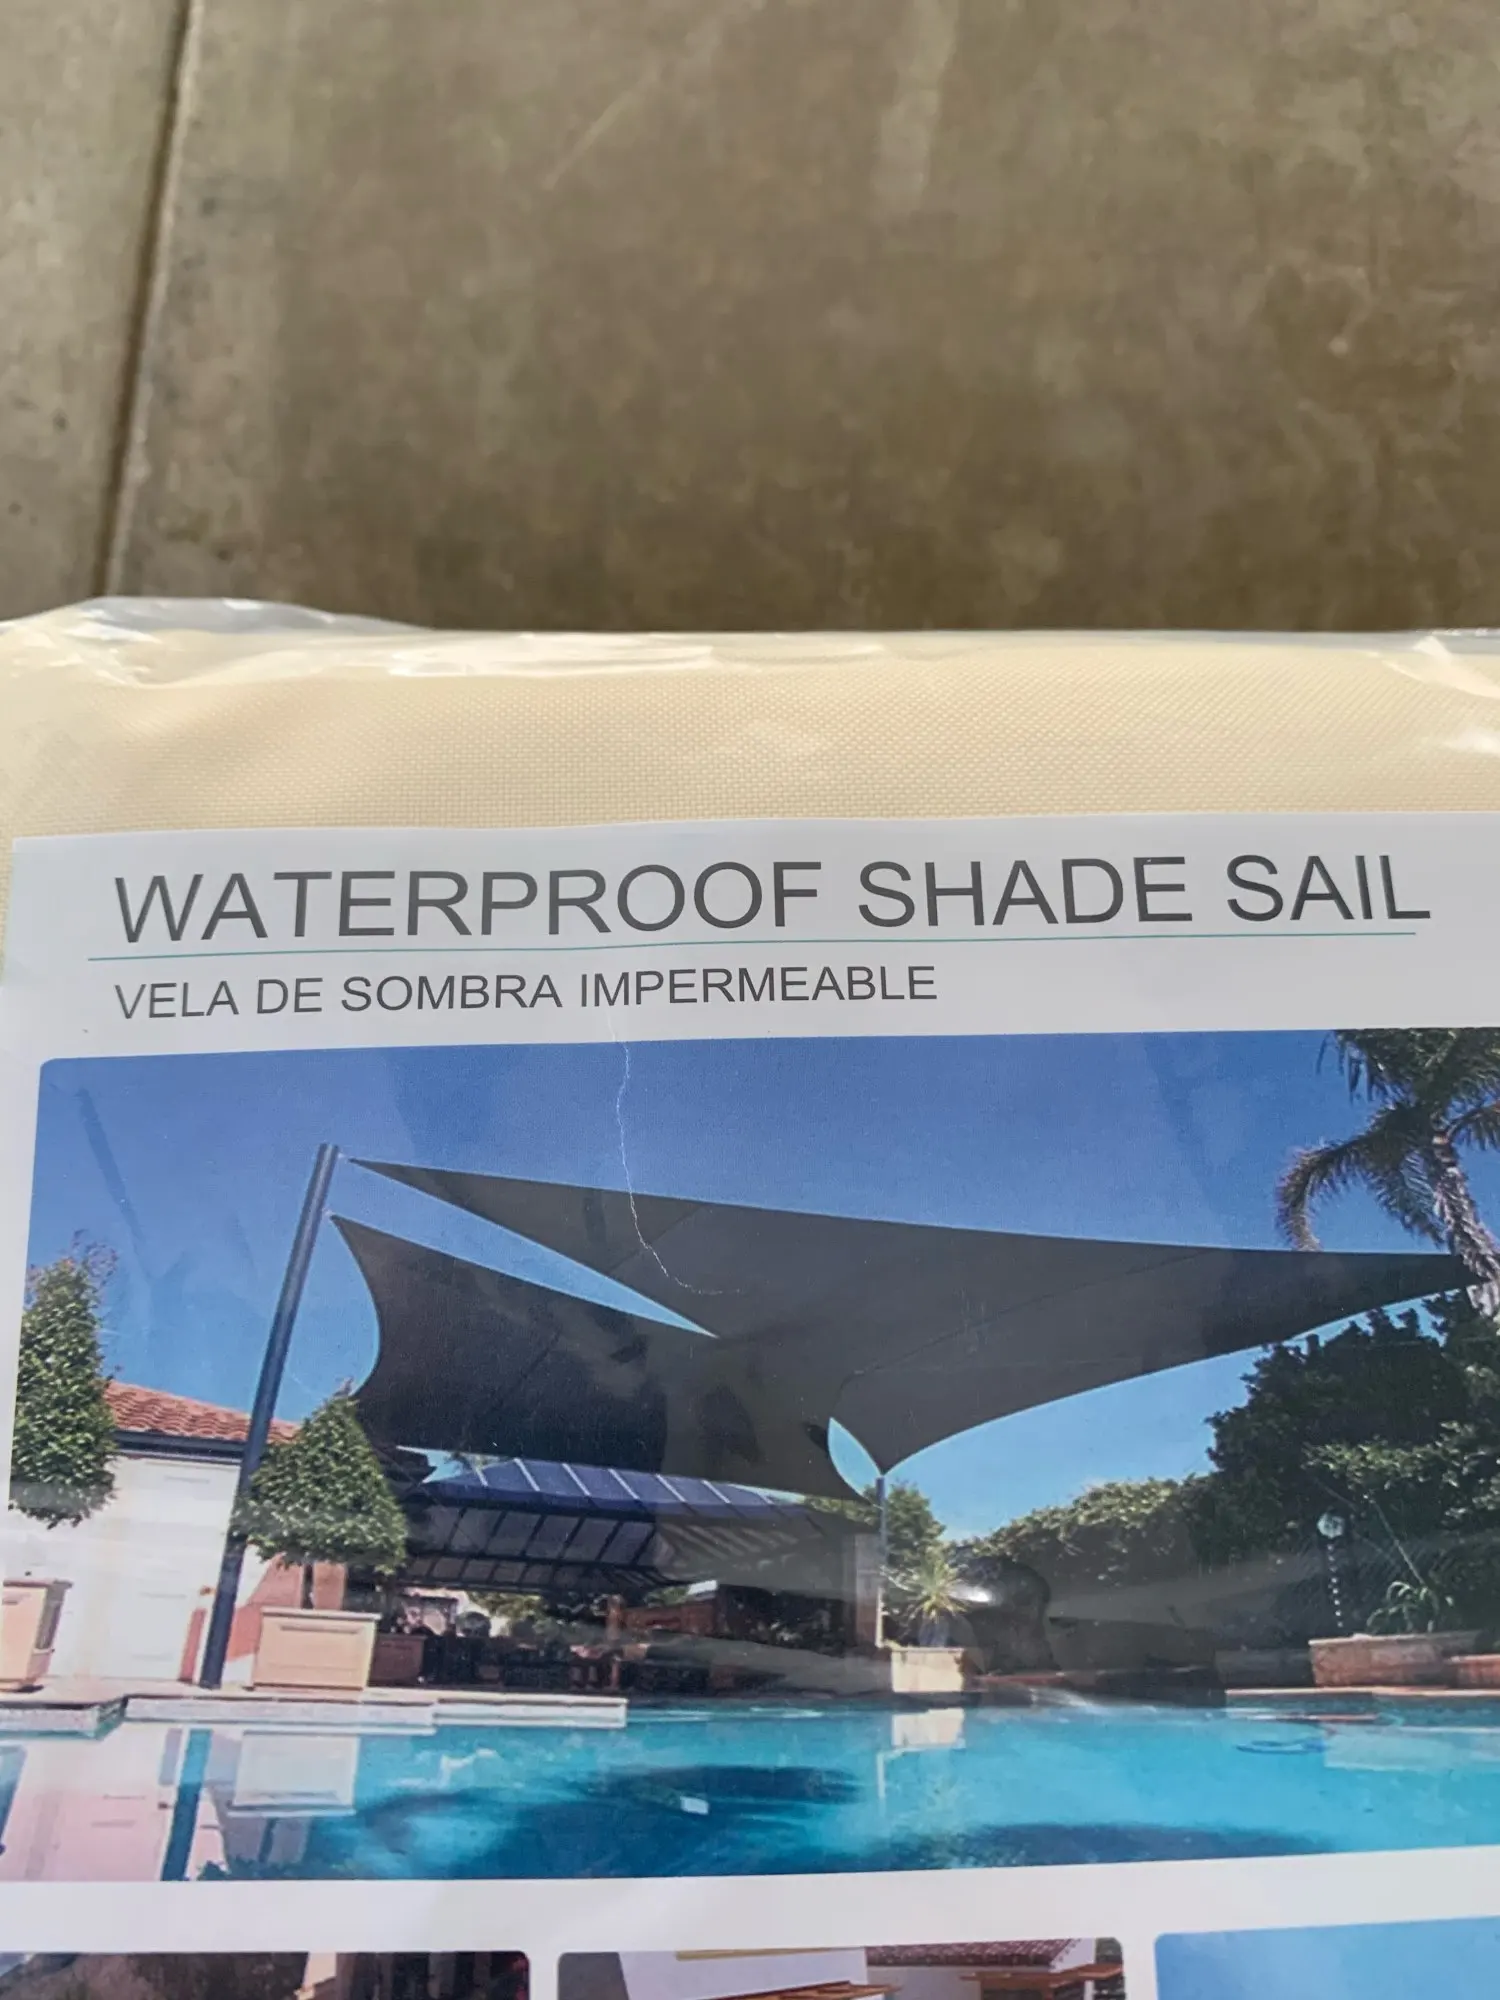 WATERPROOF SHADE SAIL
VELA DE SOMBRA IMPERMEABLE